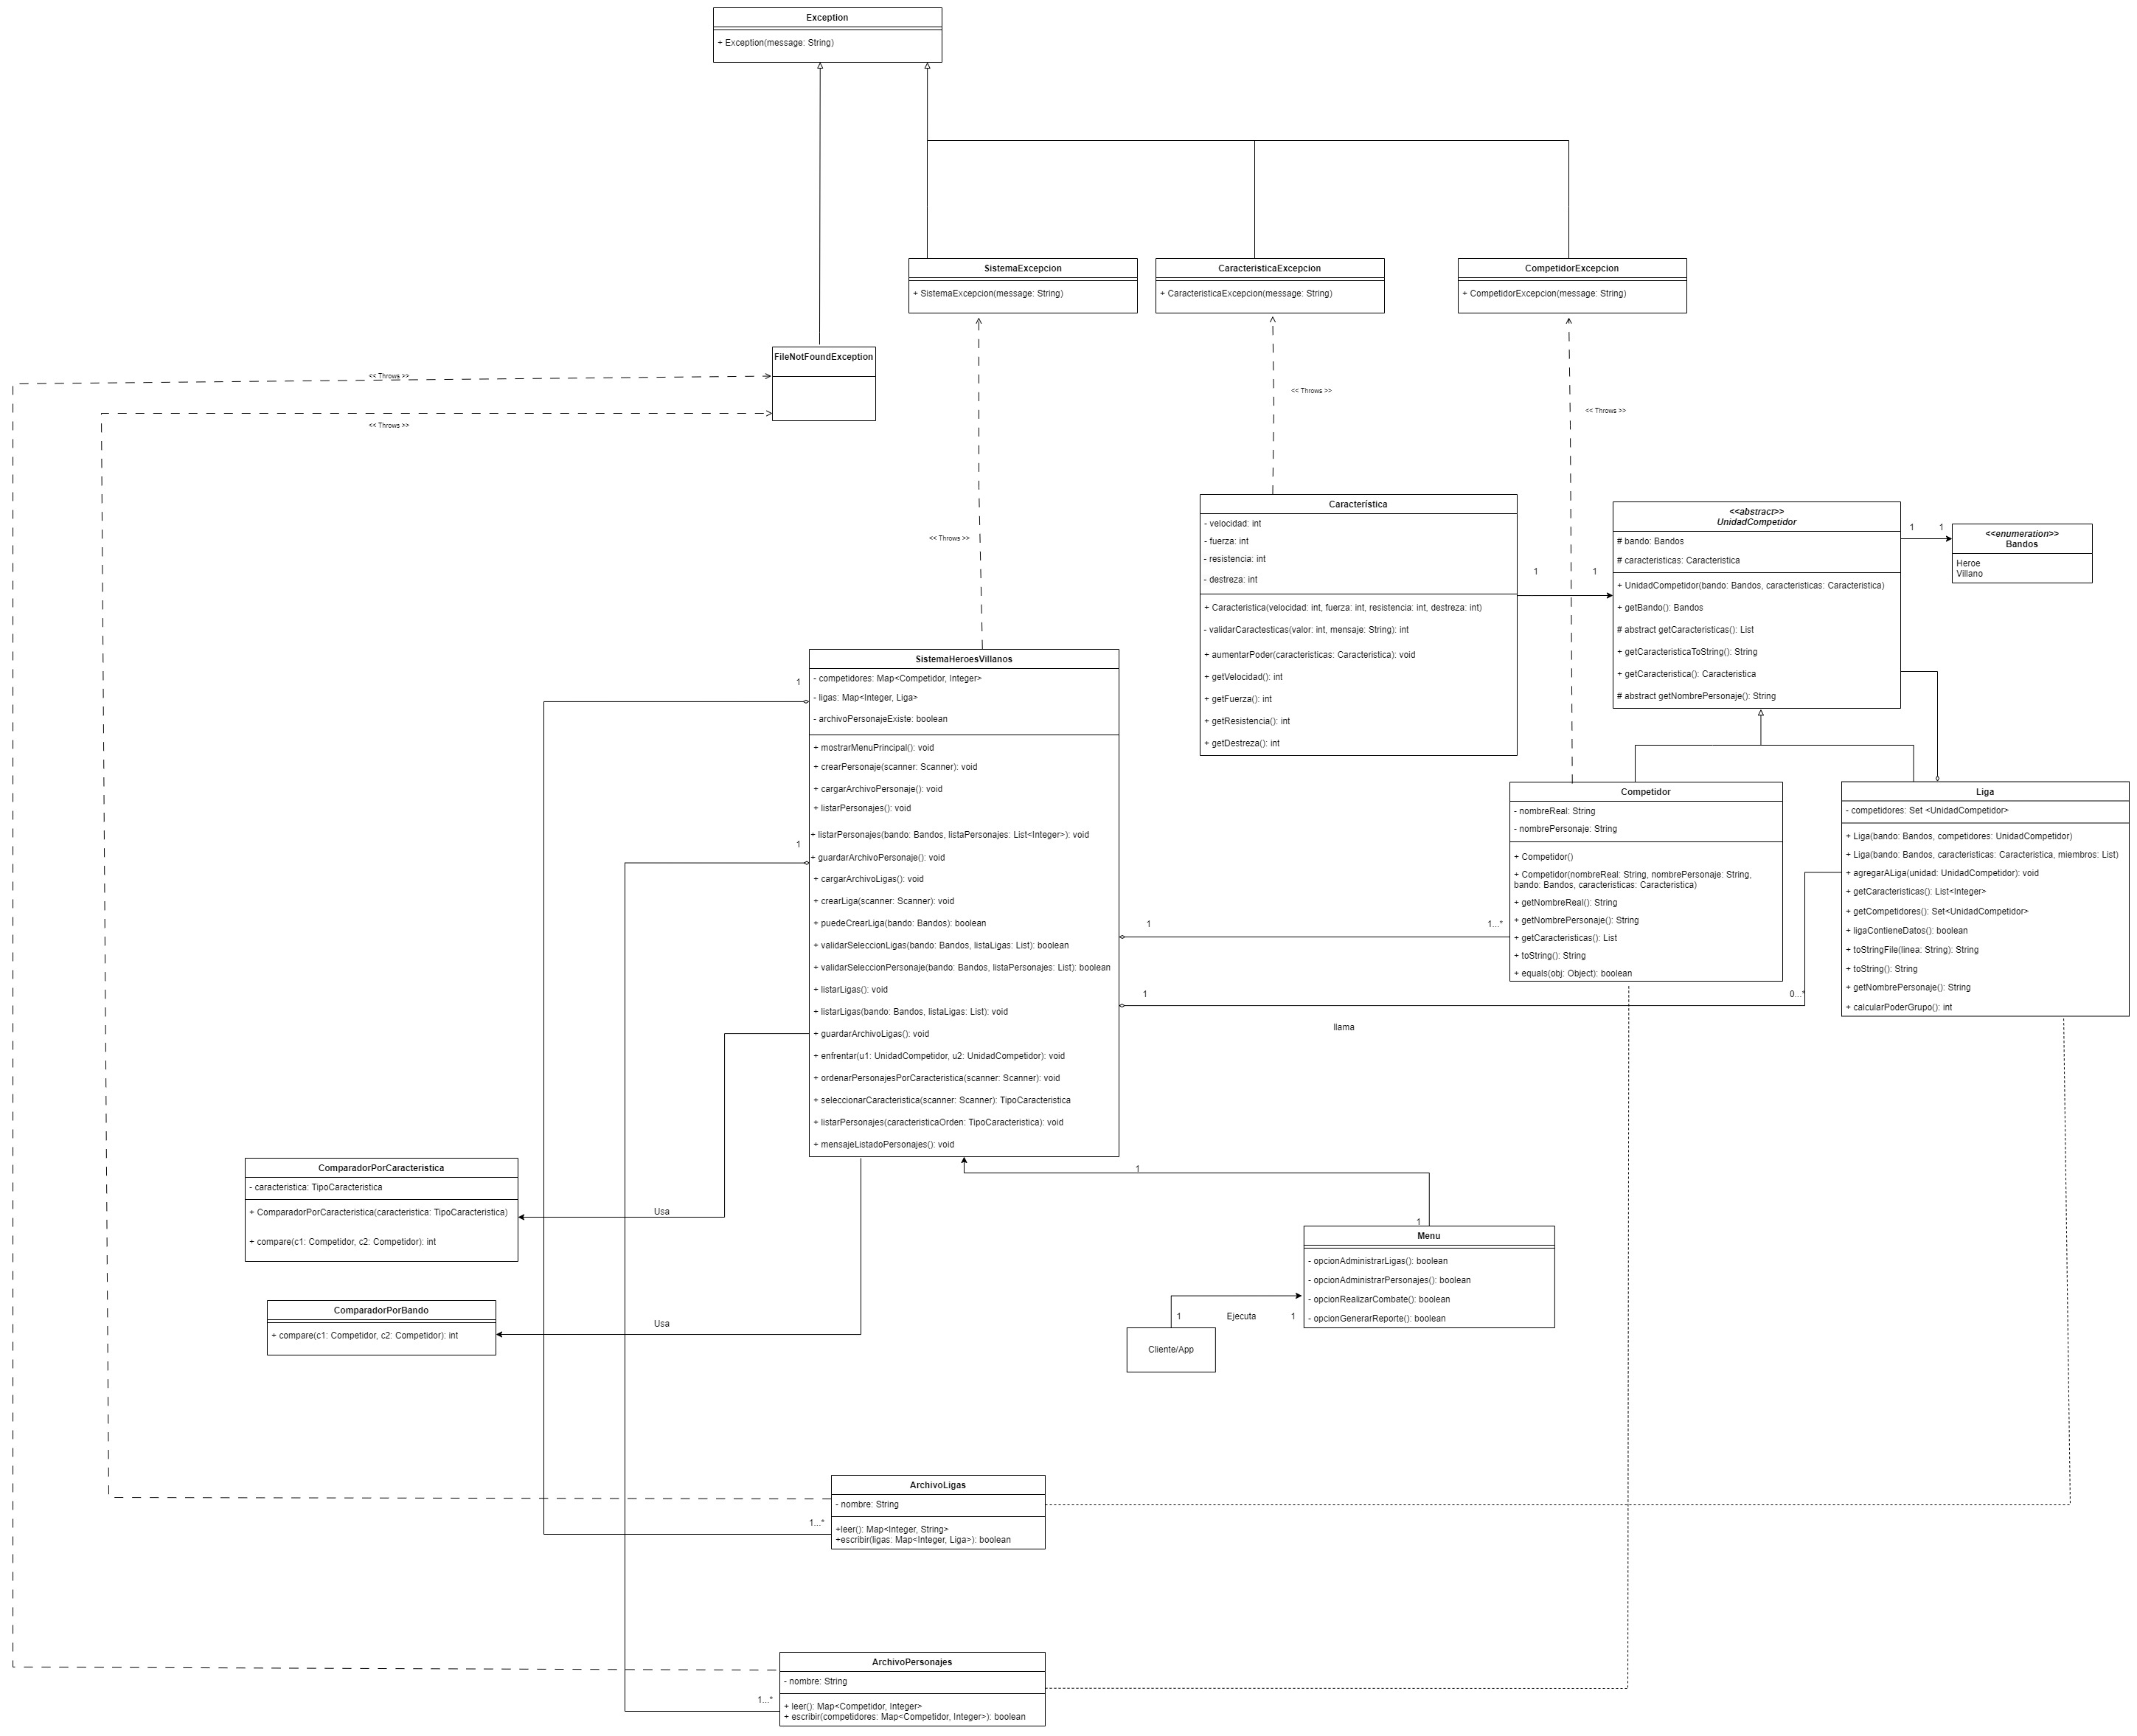 Exception
+ Exception(message: String)
SistemaExcepcion
+ SistemaExcepcion(message: String)
CaracteristicaExcepcion
+ CaracteristicaExcepcion(message: String)
CompetidorExcepcion
+ CompetidorExcepcion(message: String)
FileNotFoundException
<< Throws >>
<< Throws >>
<< Throws >>
<< Throws >>
<< Throws >>
Característica
- velocidad: int
- fuerza: int
- resistencia: int
- destreza: int
+ Caracteristica(velocidad: int, fuerza: int, resistencia: int, destreza: int)
- validarCaractesticas(valor: int, mensaje: String): int
+ aumentarPoder(caracteristicas: Caracteristica): void
+ getVelocidad(): int
+ getFuerza(): int
+ getResistencia(): int
+ getDestreza(): int
1
1
<<abstract>>
UnidadCompetidor
# bando: Bandos
# caracteristicas: Caracteristica
+ UnidadCompetidor(bando: Bandos, caracteristicas: Caracteristica)
+ getBando(): Bandos
# abstract getCaracteristicas(): List
+ getCaracteristicaToString(): String
+ getCaracteristica(): Caracteristica
# abstract getNombrePersonaje(): String
1
1
<<enumeration>>
Bandos
Heroe
Villano
SistemaHeroesVillanos
- competidores: Map<Competidor, Integer>
- ligas: Map<Integer, Liga>
- archivoPersonajeExiste: boolean
+ mostrarMenuPrincipal(): void
+ crearPersonaje(scanner: Scanner): void
+ cargarArchivoPersonaje(): void
+ listarPersonajes(): void
+ listarPersonajes(bando: Bandos, listaPersonajes: List<Integer>): void
+ guardarArchivoPersonaje(): void
+ cargarArchivoLigas(): void
+ crearLiga(scanner: Scanner): void
+ puedeCrearLiga(bando: Bandos): boolean
+ validarSeleccionLigas(bando: Bandos, listaLigas: List): boolean
+ validarSeleccionPersonaje(bando: Bandos, listaPersonajes: List): boolean
+ listarLigas(): void
+ listarLigas(bando: Bandos, listaLigas: List): void
+ guardarArchivoLigas(): void
+ enfrentar(u1: UnidadCompetidor, u2: UnidadCompetidor): void
+ ordenarPersonajesPorCaracteristica(scanner: Scanner): void
+ seleccionarCaracteristica(scanner: Scanner): TipoCaracteristica
+ listarPersonajes(caracteristicaOrden: TipoCaracteristica): void
+ mensajeListadoPersonajes(): void
1
1
1
1...*
1
0...*
llama
Competidor
- nombreReal: String
- nombrePersonaje: String
+ Competidor()
+ Competidor(nombreReal: String, nombrePersonaje: String,
bando: Bandos, caracteristicas: Caracteristica)
+ getNombreReal(): String
+ getNombrePersonaje(): String
+ getCaracteristicas(): List
+ toString(): String
+ equals(obj: Object): boolean
Liga
- competidores: Set <UnidadCompetidor>
+ Liga(bando: Bandos, competidores: UnidadCompetidor)
+ Liga(bando: Bandos, caracteristicas: Caracteristica, miembros: List)
+ agregarALiga(unidad: UnidadCompetidor): void
+ getCaracteristicas(): List<Integer>
+ getCompetidores(): Set<UnidadCompetidor>
+ ligaContieneDatos(): boolean
+ toStringFile(linea: String): String
+ toString(): String
+ getNombrePersonaje(): String
+ calcularPoderGrupo(): int
ComparadorPorCaracteristica
- caracteristica: TipoCaracteristica
+ ComparadorPorCaracteristica(caracteristica: TipoCaracteristica)
+ compare(c1: Competidor, c2: Competidor): int
Usa
ComparadorPorBando
+ compare(c1: Competidor, c2: Competidor): int
Usa
1
1
Menu
- opcionAdministrarLigas(): boolean
- opcionAdministrarPersonajes(): boolean
- opcionRealizarCombate(): boolean
- opcionGenerarReporte(): boolean
1
Ejecuta
1
Cliente/App
ArchivoLigas
- nombre: String
+leer(): Map<Integer, String>
+escribir(ligas: Map<Integer, Liga>): boolean
1...*
ArchivoPersonajes
- nombre: String
+ leer(): Map<Competidor, Integer>
+ escribir(competidores: Map<Competidor, Integer>): boolean
1...*